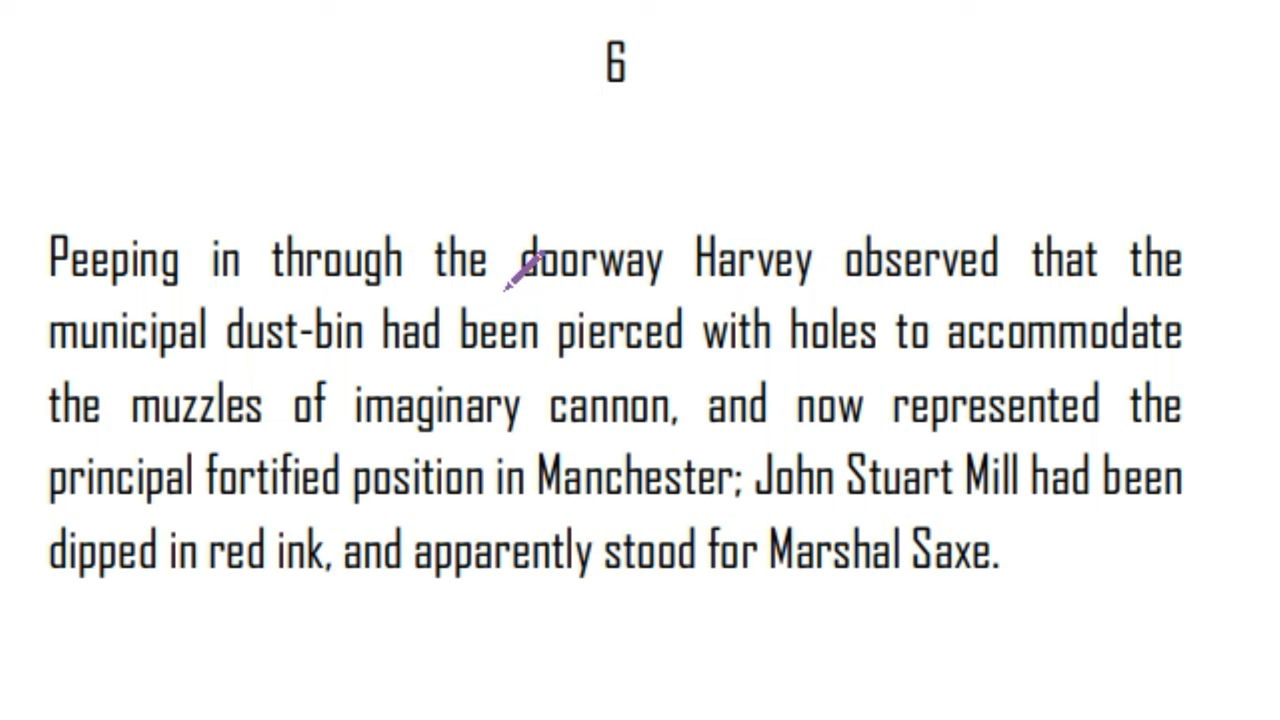 6
Peeping in through the doorway Harvey observed that the
municipal dust-bin had been pierced with holes to accommodate
the muzzles of imaginary cannon, and now represented the
principal fortified position in Manchester; John Stuart Mill had been
dipped in red ink, and apparently stood for Marshal Saxe.